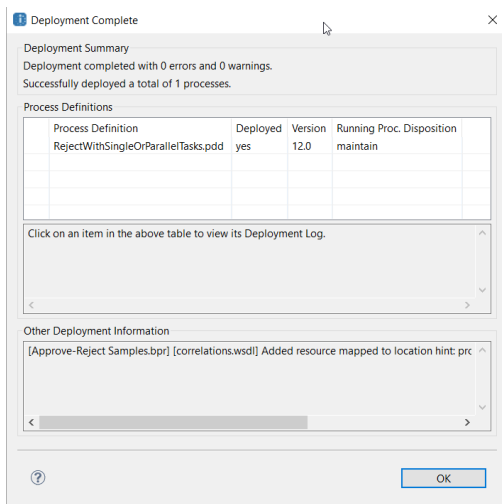 Deployment Complete
Deployment Summary
Deployment completed with 0 errors and 0 warnings.
Successfully deployed a total of 1 processes.
Process Definitions
Process Definition Deployed Version Running Proc. Disposition
RejectWithSingleOrParallelTasks.pdd yes 12.0 maintain
Click on an item in the above table to view its Deployment Log.
Other Deployment Information
[Approve-Reject Samples.bpr] [correlations.wsdl] Added resource mapped to location hint: prc
OK